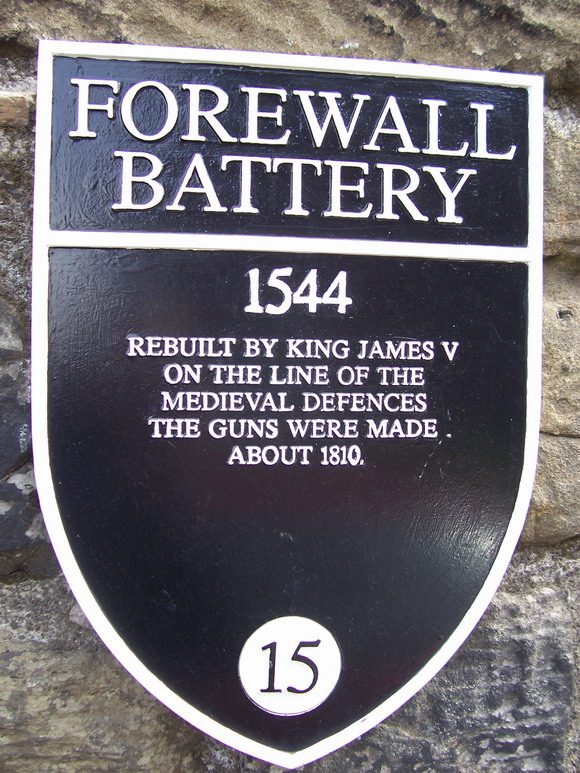 FOREWALL
BATTERY
1544
REBUILT BY KING JAMES V
ON THE LINE OF THE
MEDIEVAL DEFENCES
THE GUNS WERE MADE .
ABOUT 1810.
15